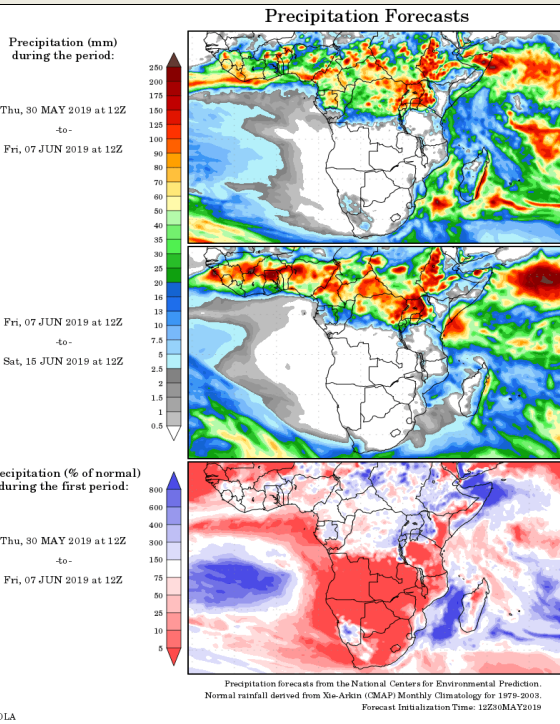 Precipitation Forecasts
Precipitation (mm)
during the period:
Thu, 30 MAY 2019 at 12Z
-to-
Fri, 07 JUN 2019 at 12Z
250
200
175
150
125
100
90
80
70
60
50
40
35
30
25
20
16
13
10
7.5
5
2.5
2
1.5
1
0.5
Fri, 07 JUN 2019 at 12Z
-to-
Sat, 15 JUN 2019 at 12Z
ecipitation (% of normal)
during the first period:
Thu, 30 MAY 2019 at 12Z
-to-
Fri, 07 JUN 2019 at 12Z
800
600
400
300
150
75
50
25
10
5
Precipitation forecasts from the National Centers for Environmental Prediction.
Normal rainfall derived from Xie-Arkin (CMAP) Monthly Climatology for 1979-2003.
Forecast Initialization Time: 12Z30MAY2019
OLA